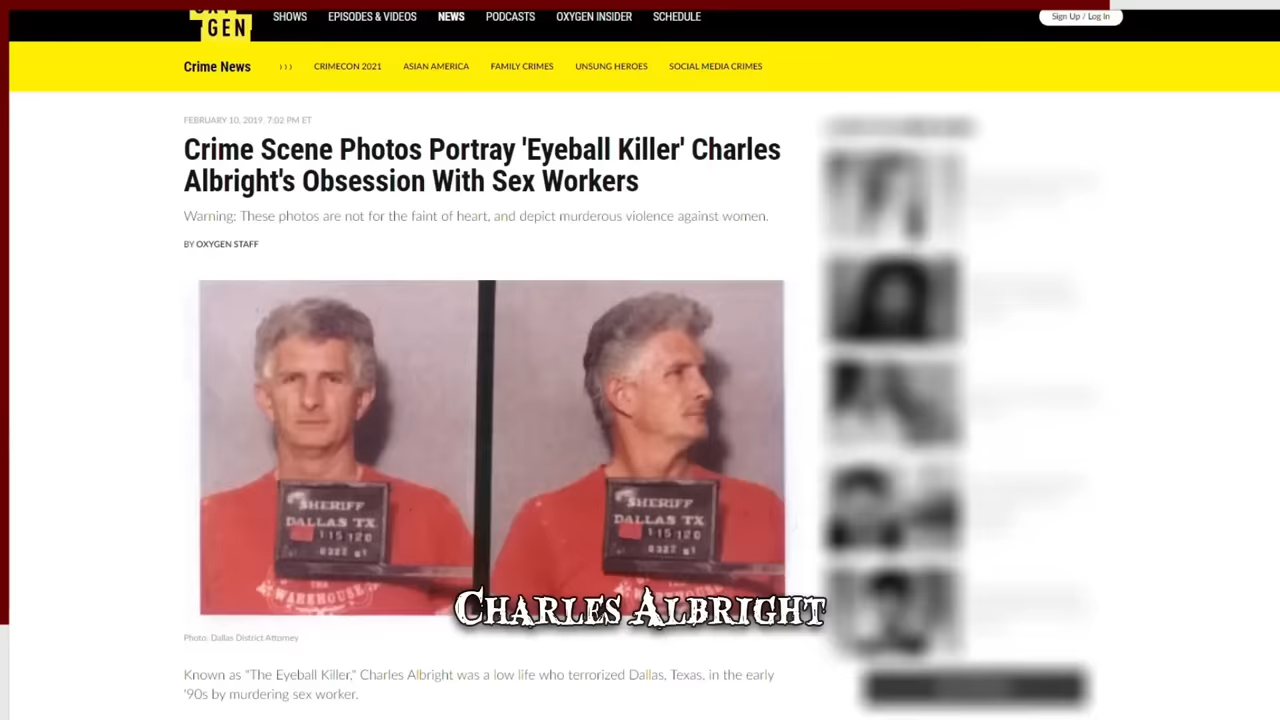 OXY
GEN
SHOWS EPISODES & VIDEOS NEWS PODCASTS OXYGEN INSIDER SCHEDULE
Sign Up / Log In
Crime News ))) CRIMECON 2021 ASIAN AMERICA FAMILY CRIMES UNSUNG HEROES SOCIAL MEDIA CRIMES
FEBRUARY 10, 2019, 7:02 PM ET
Crime Scene Photos Portray 'Eyeball Killer' Charles
Albright's Obsession With Sex Workers
Warning: These photos are not for the faint of heart, and depict murderous violence against women.
BY OXYGEN STAFF
SHERIFF
DALLAS TX
SHERIFF
DALLAS TX
THE
WAREHOUSE
CHARLES ALBRIGHT
Photo: Dallas District Attorney
Known as "The Eyeball Killer," Charles Albright was a low life who terrorized Dallas, Texas. in the early
'90s by murdering sex worker.